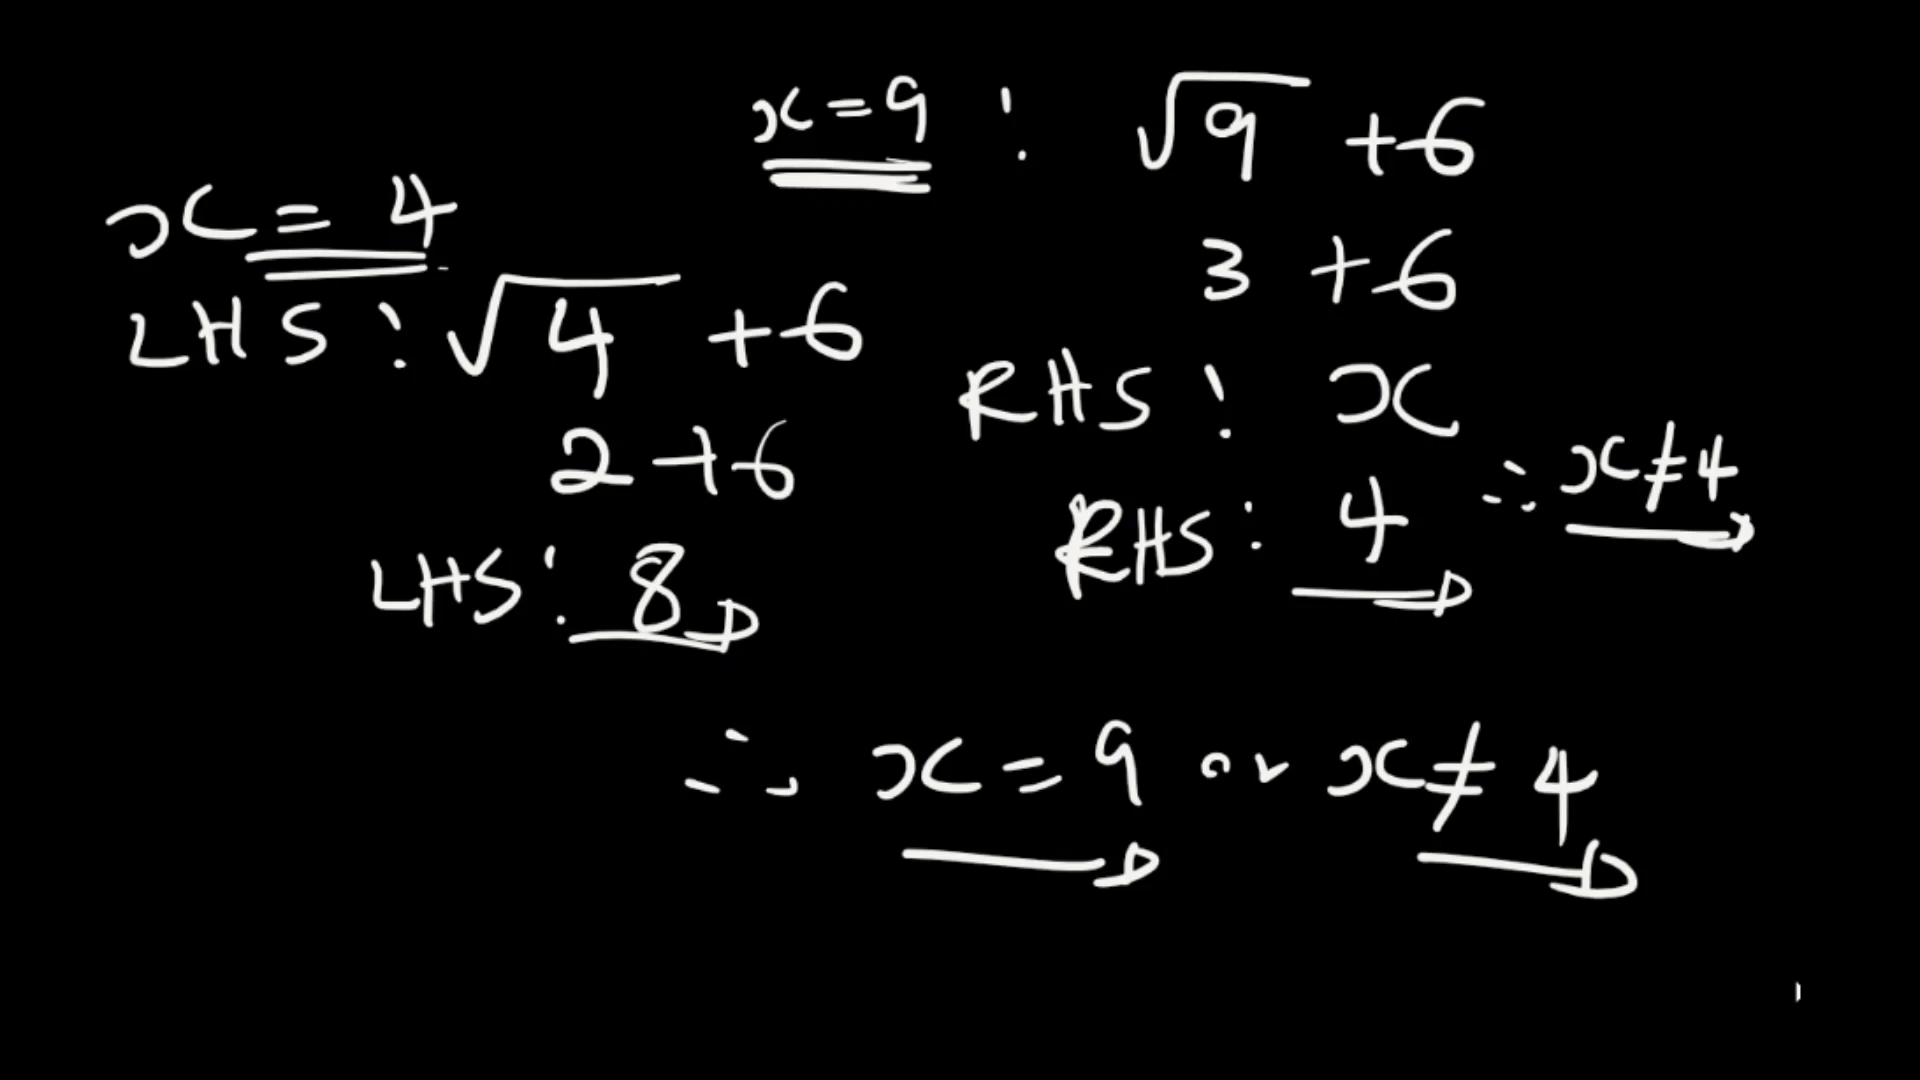 x=9 : √9 +6
x = 4
3 +6
LHS : √4 +6
RHS : x
2+6
∴ x≠4
RHS: 4
LHS: 8
∴ x = 9 or x ≠ 4